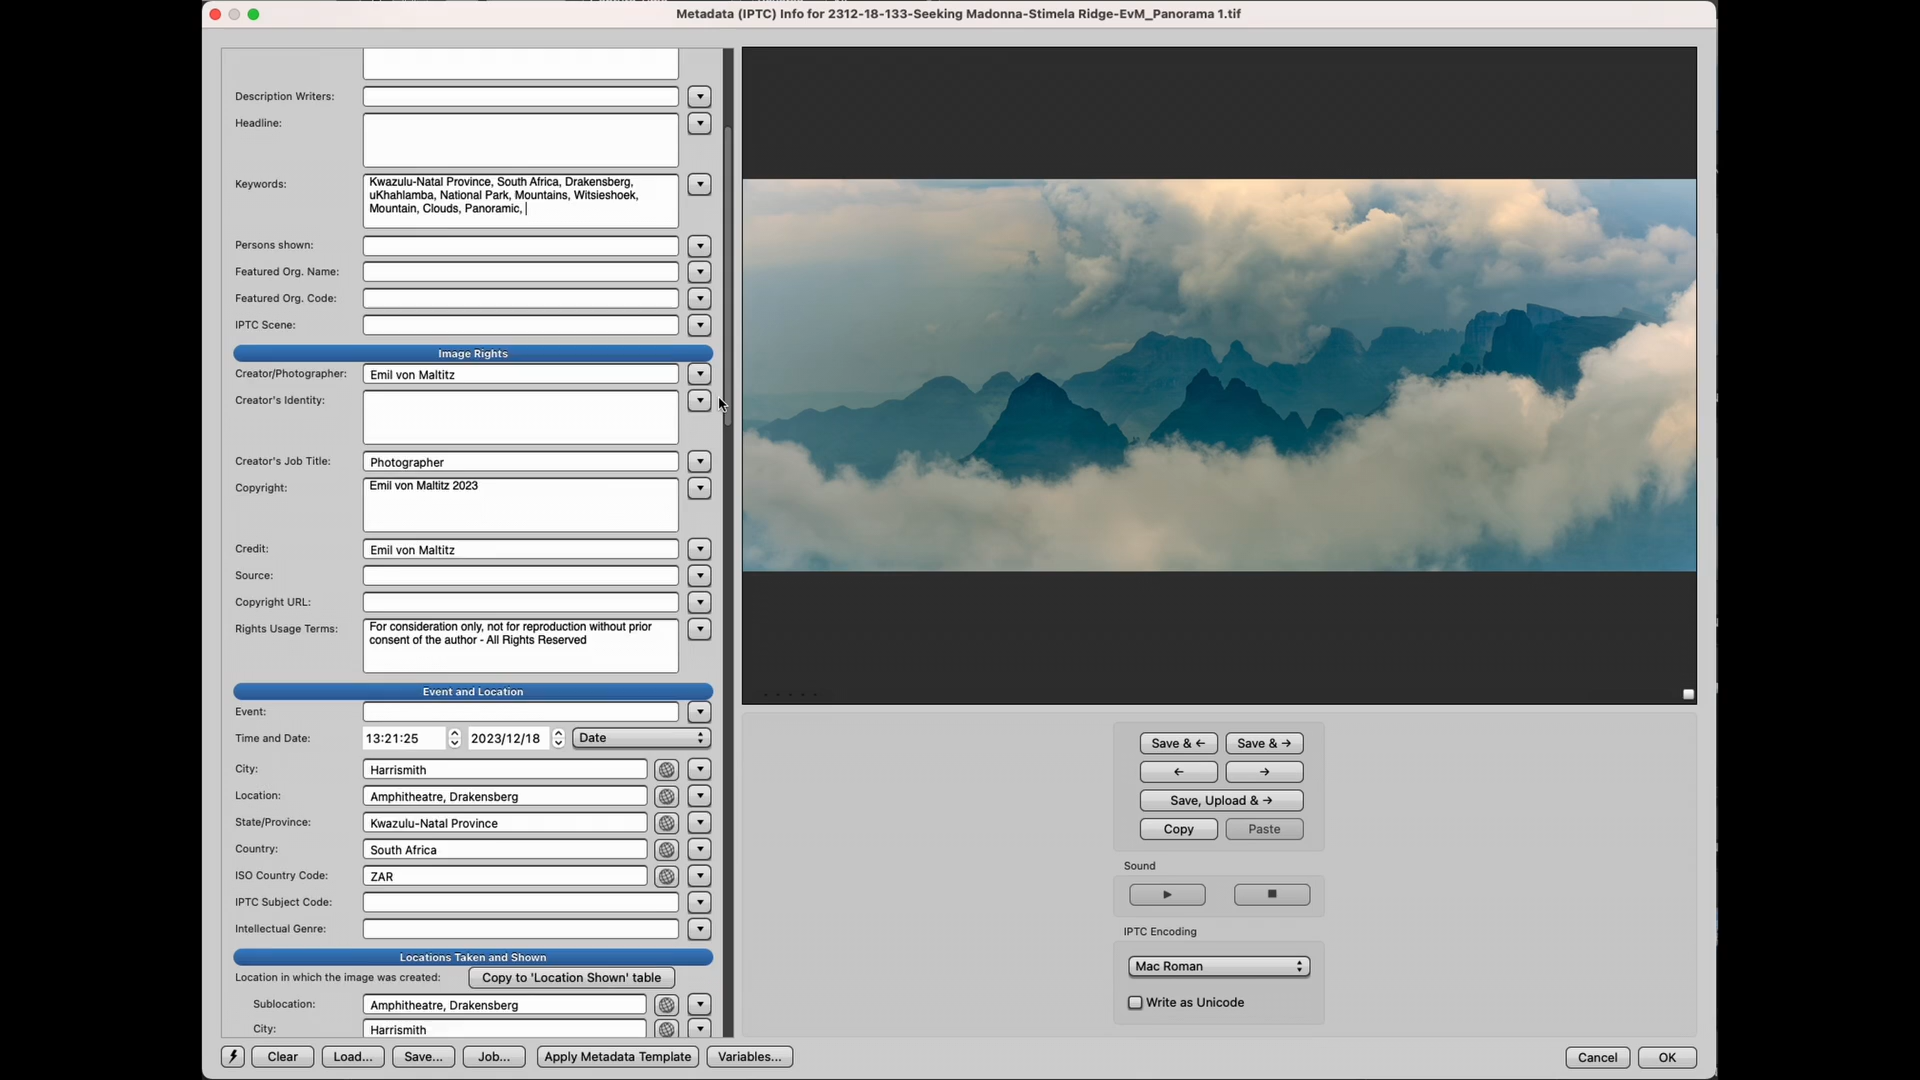 Metadata (IPTC) Info for 2312-18-133-Seeking Madonna-Stimela Ridge-EvM_Panorama 1.tif
Description Writers:
Headline:
Keywords:
Kwazulu-Natal Province, South Africa, Drakensberg,
uKhahlamba, National Park, Mountains, Witsieshoek,
Mountain, Clouds, Panoramic,
Persons shown:
Featured Org. Name:
Featured Org. Code:
IPTC Scene:
Image Rights
Creator/Photographer: Emil von Maltitz
Creator's Identity:
Creator's Job Title: Photographer
Copyright: Emil von Maltitz 2023
Credit: Emil von Maltitz
Source:
Copyright URL:
Rights Usage Terms: For consideration only, not for reproduction without prior
consent of the author - All Rights Reserved
Event and Location
Event:
Time and Date: 13:21:25 2023/12/18 Date
City: Harrismith
Location: Amphitheatre, Drakensberg
State/Province: Kwazulu-Natal Province
Country: South Africa
ISO Country Code: ZAR
IPTC Subject Code:
Intellectual Genre:
Locations Taken and Shown
Location in which the image was created: Copy to 'Location Shown' table
Sublocation: Amphitheatre, Drakensberg
City: Harrismith
Clear Load... Save... Job... Apply Metadata Template Variables...
Save & ← Save & →
← →
Save, Upload & →
Copy Paste
Sound
IPTC Encoding
Mac Roman
Write as Unicode
Cancel OK